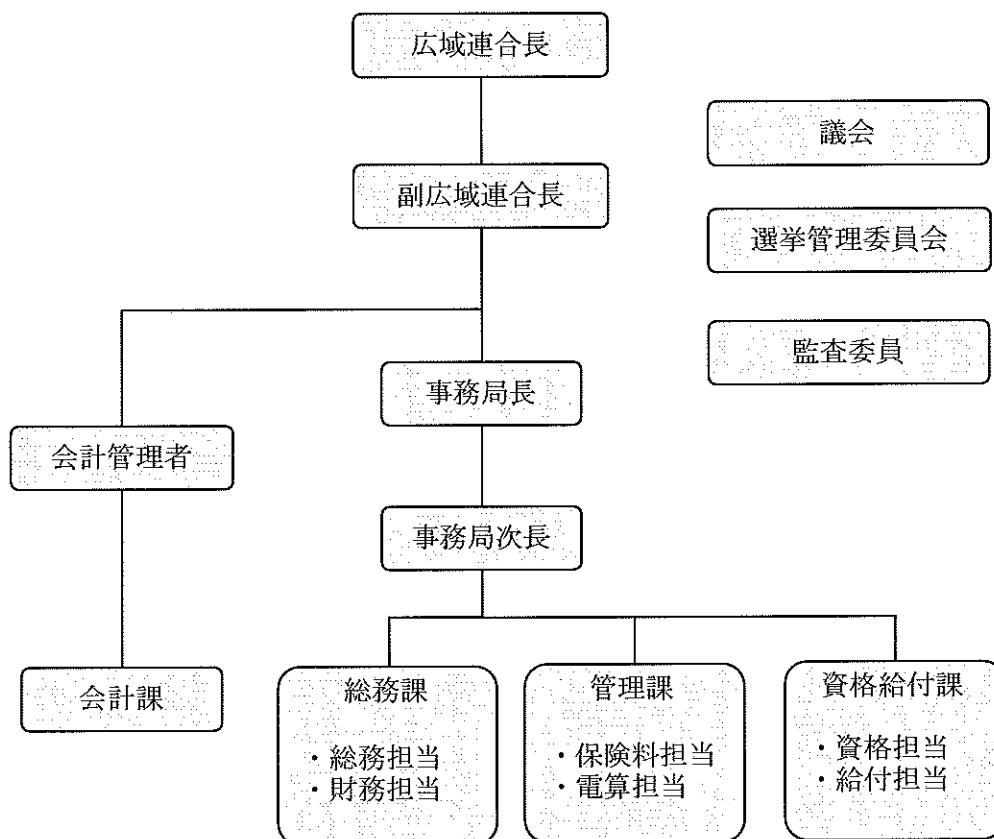 広域連合長
議会
副広域連合長
選挙管理委員会
監査委員
事務局長
会計管理者
事務局次長
会計課
総務課
・総務担当
・財務担当
管理課
・保険料担当
・電算担当
資格給付課
・資格担当
・給付担当